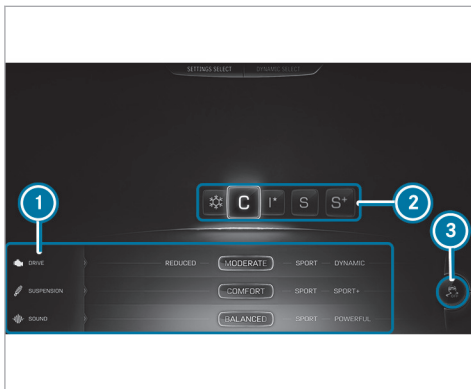 SETTINGS SELECT DYNAMIC SELECT
C I* S S+
1 2 3
DRIVE REDUCED MODERATE SPORT DYNAMIC
SUSPENSION COMFORT SPORT SPORT+
SOUND BALANCED SPORT POWERFUL